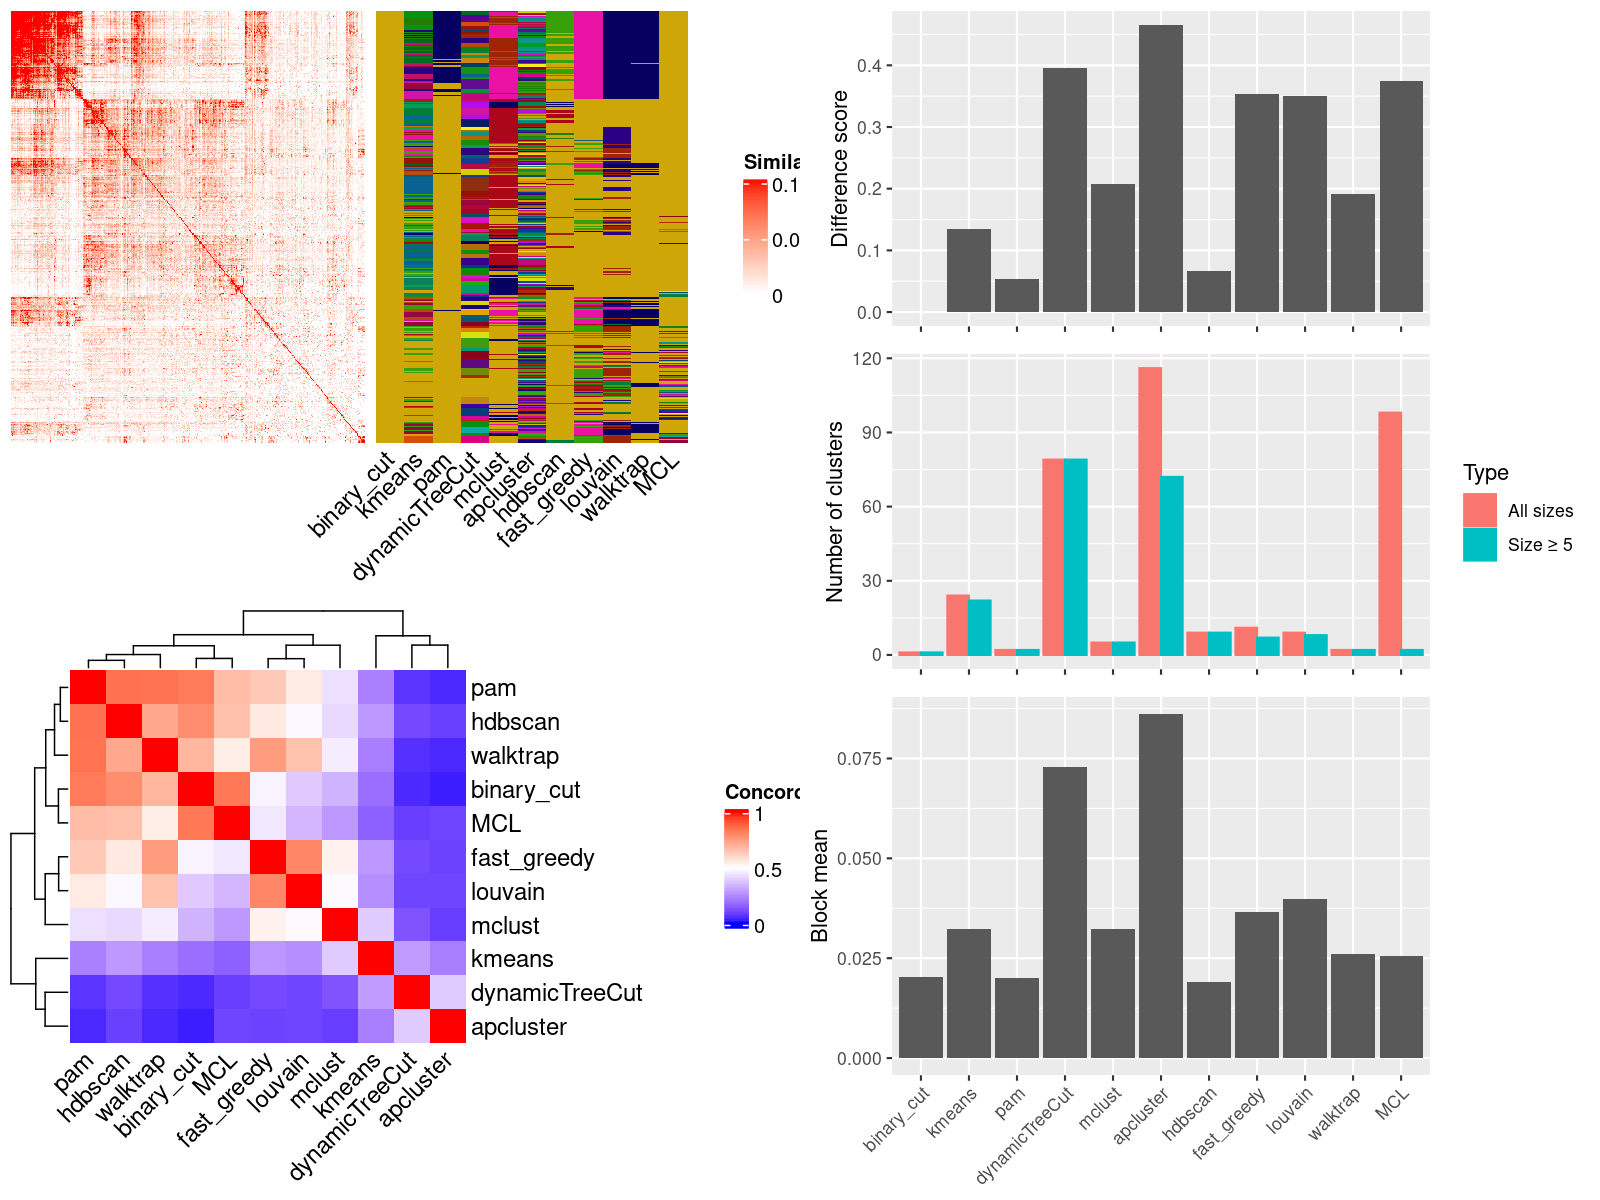 Simila
0.1
0.0
0
binary_cut
kmeans
pam
dynamicTreeCut
mclust
apcluster
hdbscan
fast_greedy
louvain
walktrap
MCL
pam
hdbscan
walktrap
binary_cut
MCL
fast_greedy
louvain
mclust
kmeans
dynamicTreeCut
apcluster
pam
hdbscan
walktrap
binary_cut
MCL
fast_greedy
louvain
mclust
kmeans
dynamicTreeCut
apcluster
Concord
1
0.5
0
Difference score
0.4
0.3
0.2
0.1
0.0
Number of clusters
120
90
60
30
0
Type
All sizes
Size ≥ 5
Block mean
0.075
0.050
0.025
0.000
binary_cut
kmeans
pam
dynamicTreeCut
mclust
apcluster
hdbscan
fast_greedy
louvain
walktrap
MCL